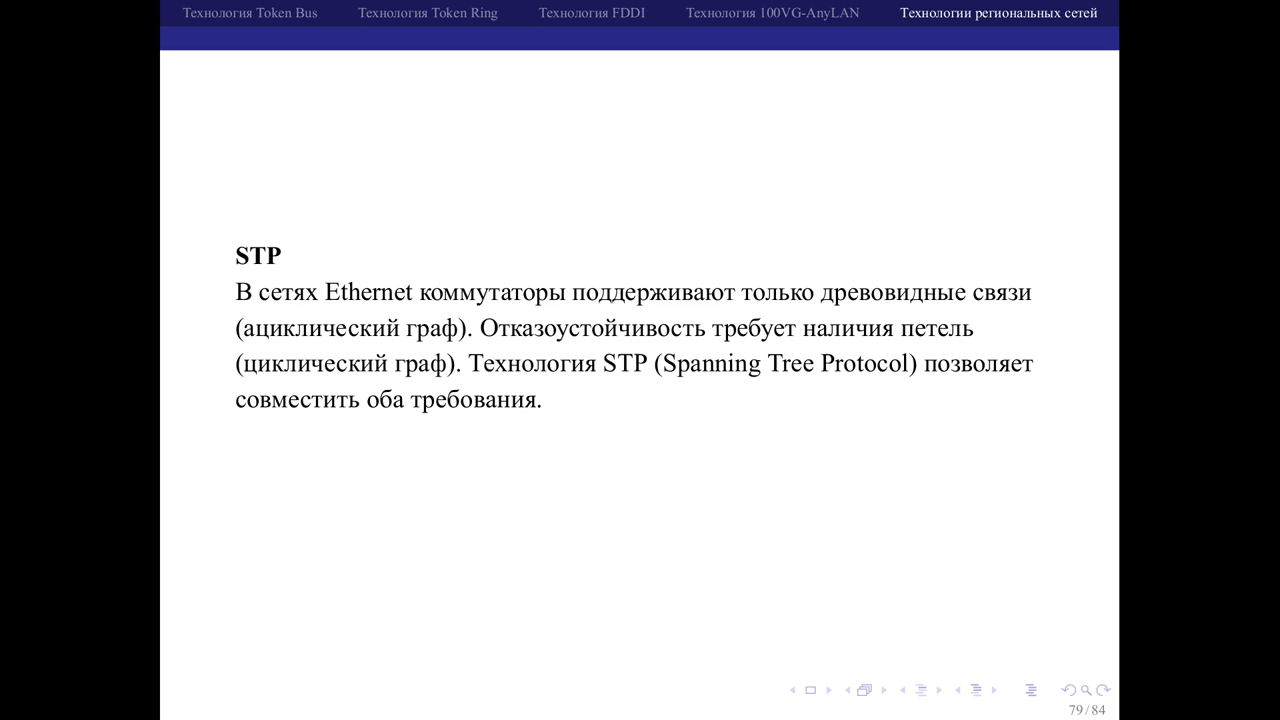 Технология Token Bus Технология Token Ring Технология FDDI Технология 100VG-AnyLAN Технологии региональных сетей
STP
В сетях Ethernet коммутаторы поддерживают только древовидные связи
(ациклический граф). Отказоустойчивость требует наличия петель
(циклический граф). Технология STP (Spanning Tree Protocol) позволяет
совместить оба требования.
79 / 84